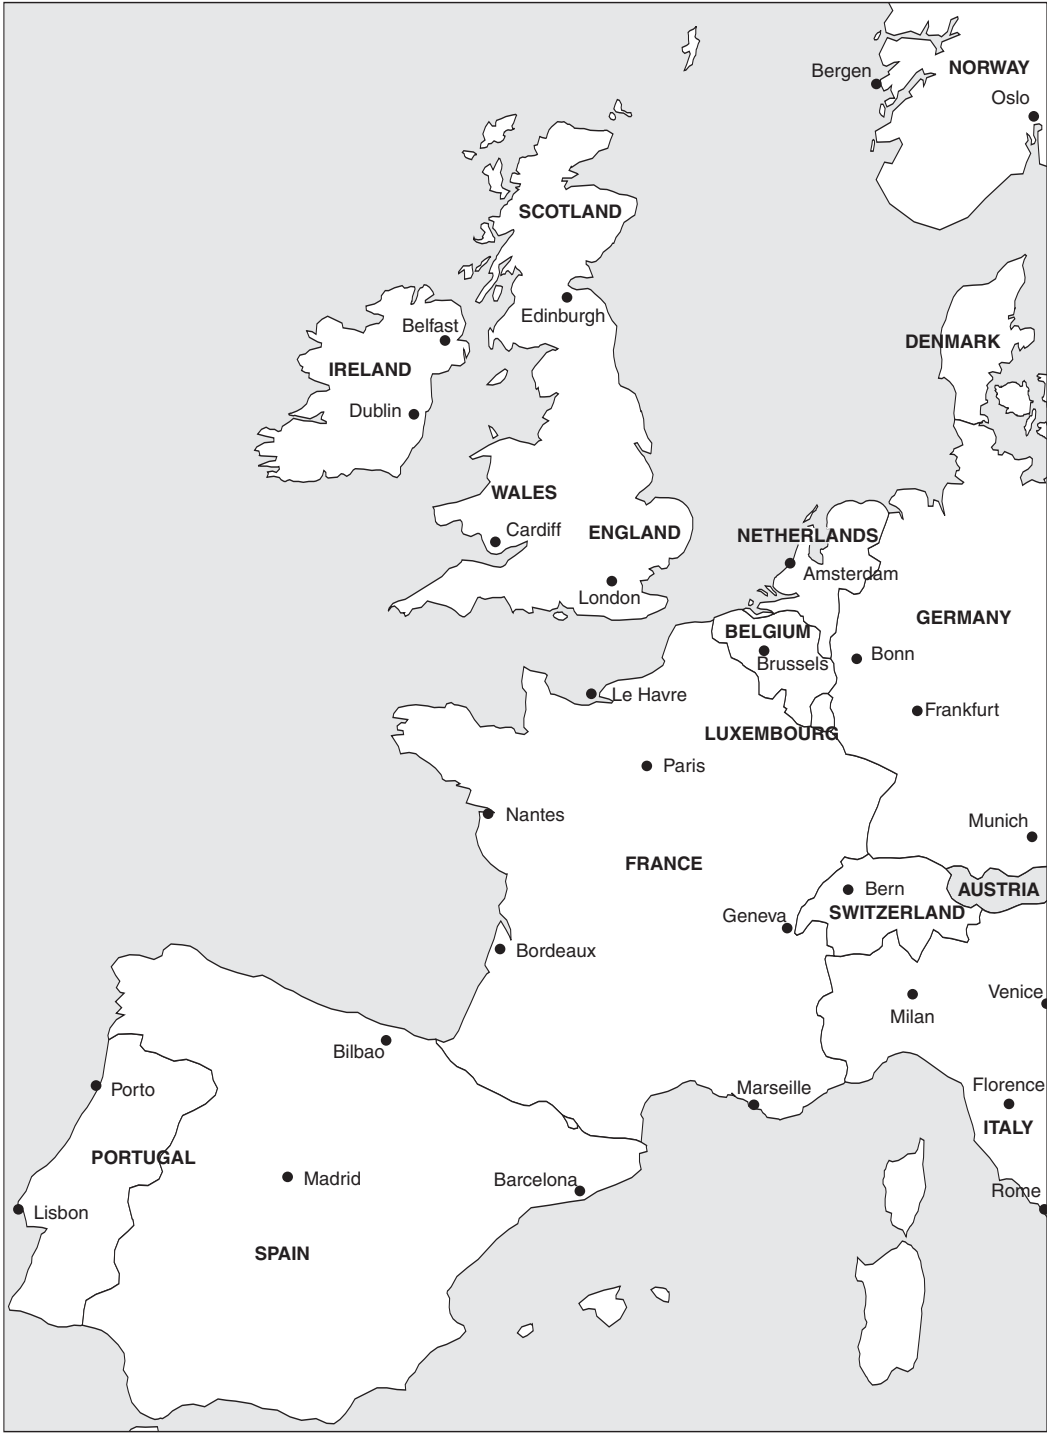 Bergen
NORWAY
Oslo
SCOTLAND
Edinburgh
Belfast
DENMARK
IRELAND
Dublin
WALES
Cardiff
ENGLAND
NETHERLANDS
Amsterdam
London
GERMANY
BELGIUM
Brussels
Bonn
Le Havre
Frankfurt
LUXEMBOURG
Paris
Nantes
Munich
FRANCE
Bern
AUSTRIA
Geneva
SWITZERLAND
Bordeaux
Venice
Milan
Bilbao
Porto
Marseille
Florence
ITALY
PORTUGAL
Madrid
Barcelona
Rome
Lisbon
SPAIN